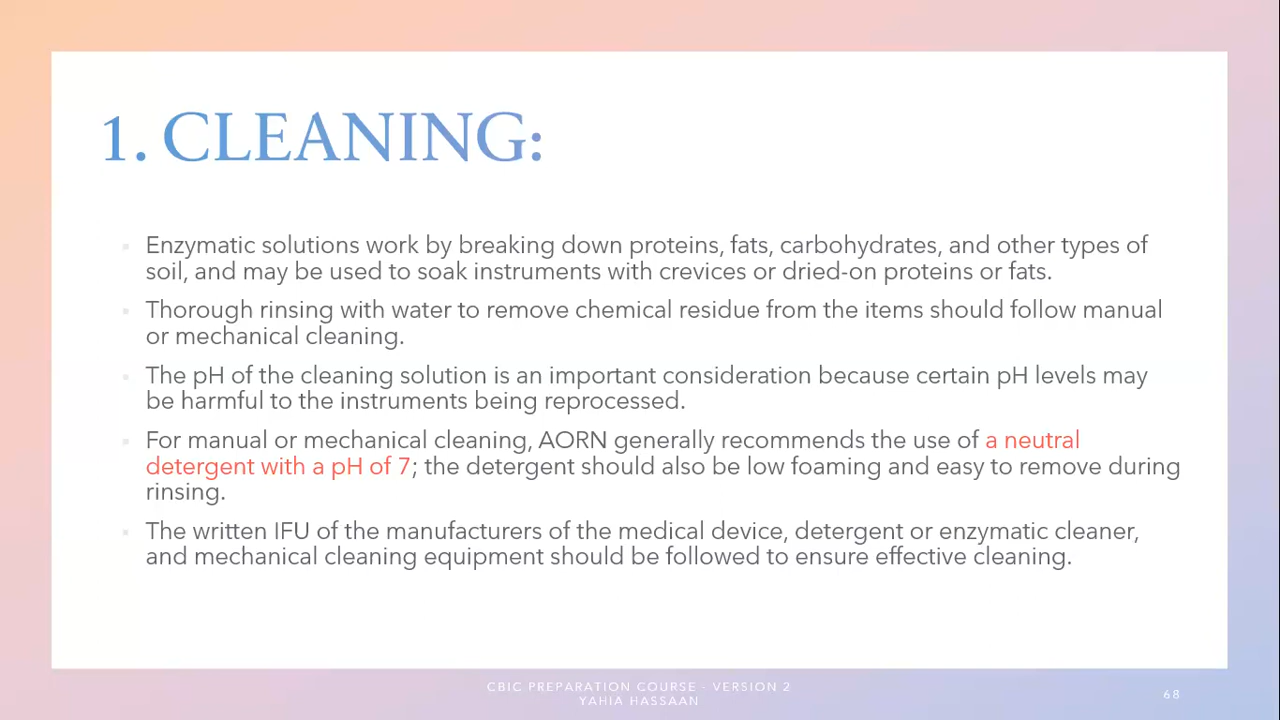 1. CLEANING:
Enzymatic solutions work by breaking down proteins, fats, carbohydrates, and other types of
soil, and may be used to soak instruments with crevices or dried-on proteins or fats.
Thorough rinsing with water to remove chemical residue from the items should follow manual
or mechanical cleaning.
The pH of the cleaning solution is an important consideration because certain pH levels may
be harmful to the instruments being reprocessed.
For manual or mechanical cleaning, AORN generally recommends the use of a neutral
detergent with a pH of 7; the detergent should also be low foaming and easy to remove during
rinsing.
The written IFU of the manufacturers of the medical device, detergent or enzymatic cleaner,
and mechanical cleaning equipment should be followed to ensure effective cleaning.
CBIC PREPARATION COURSE - VERSION 2
YAHIA HASSAAN
68